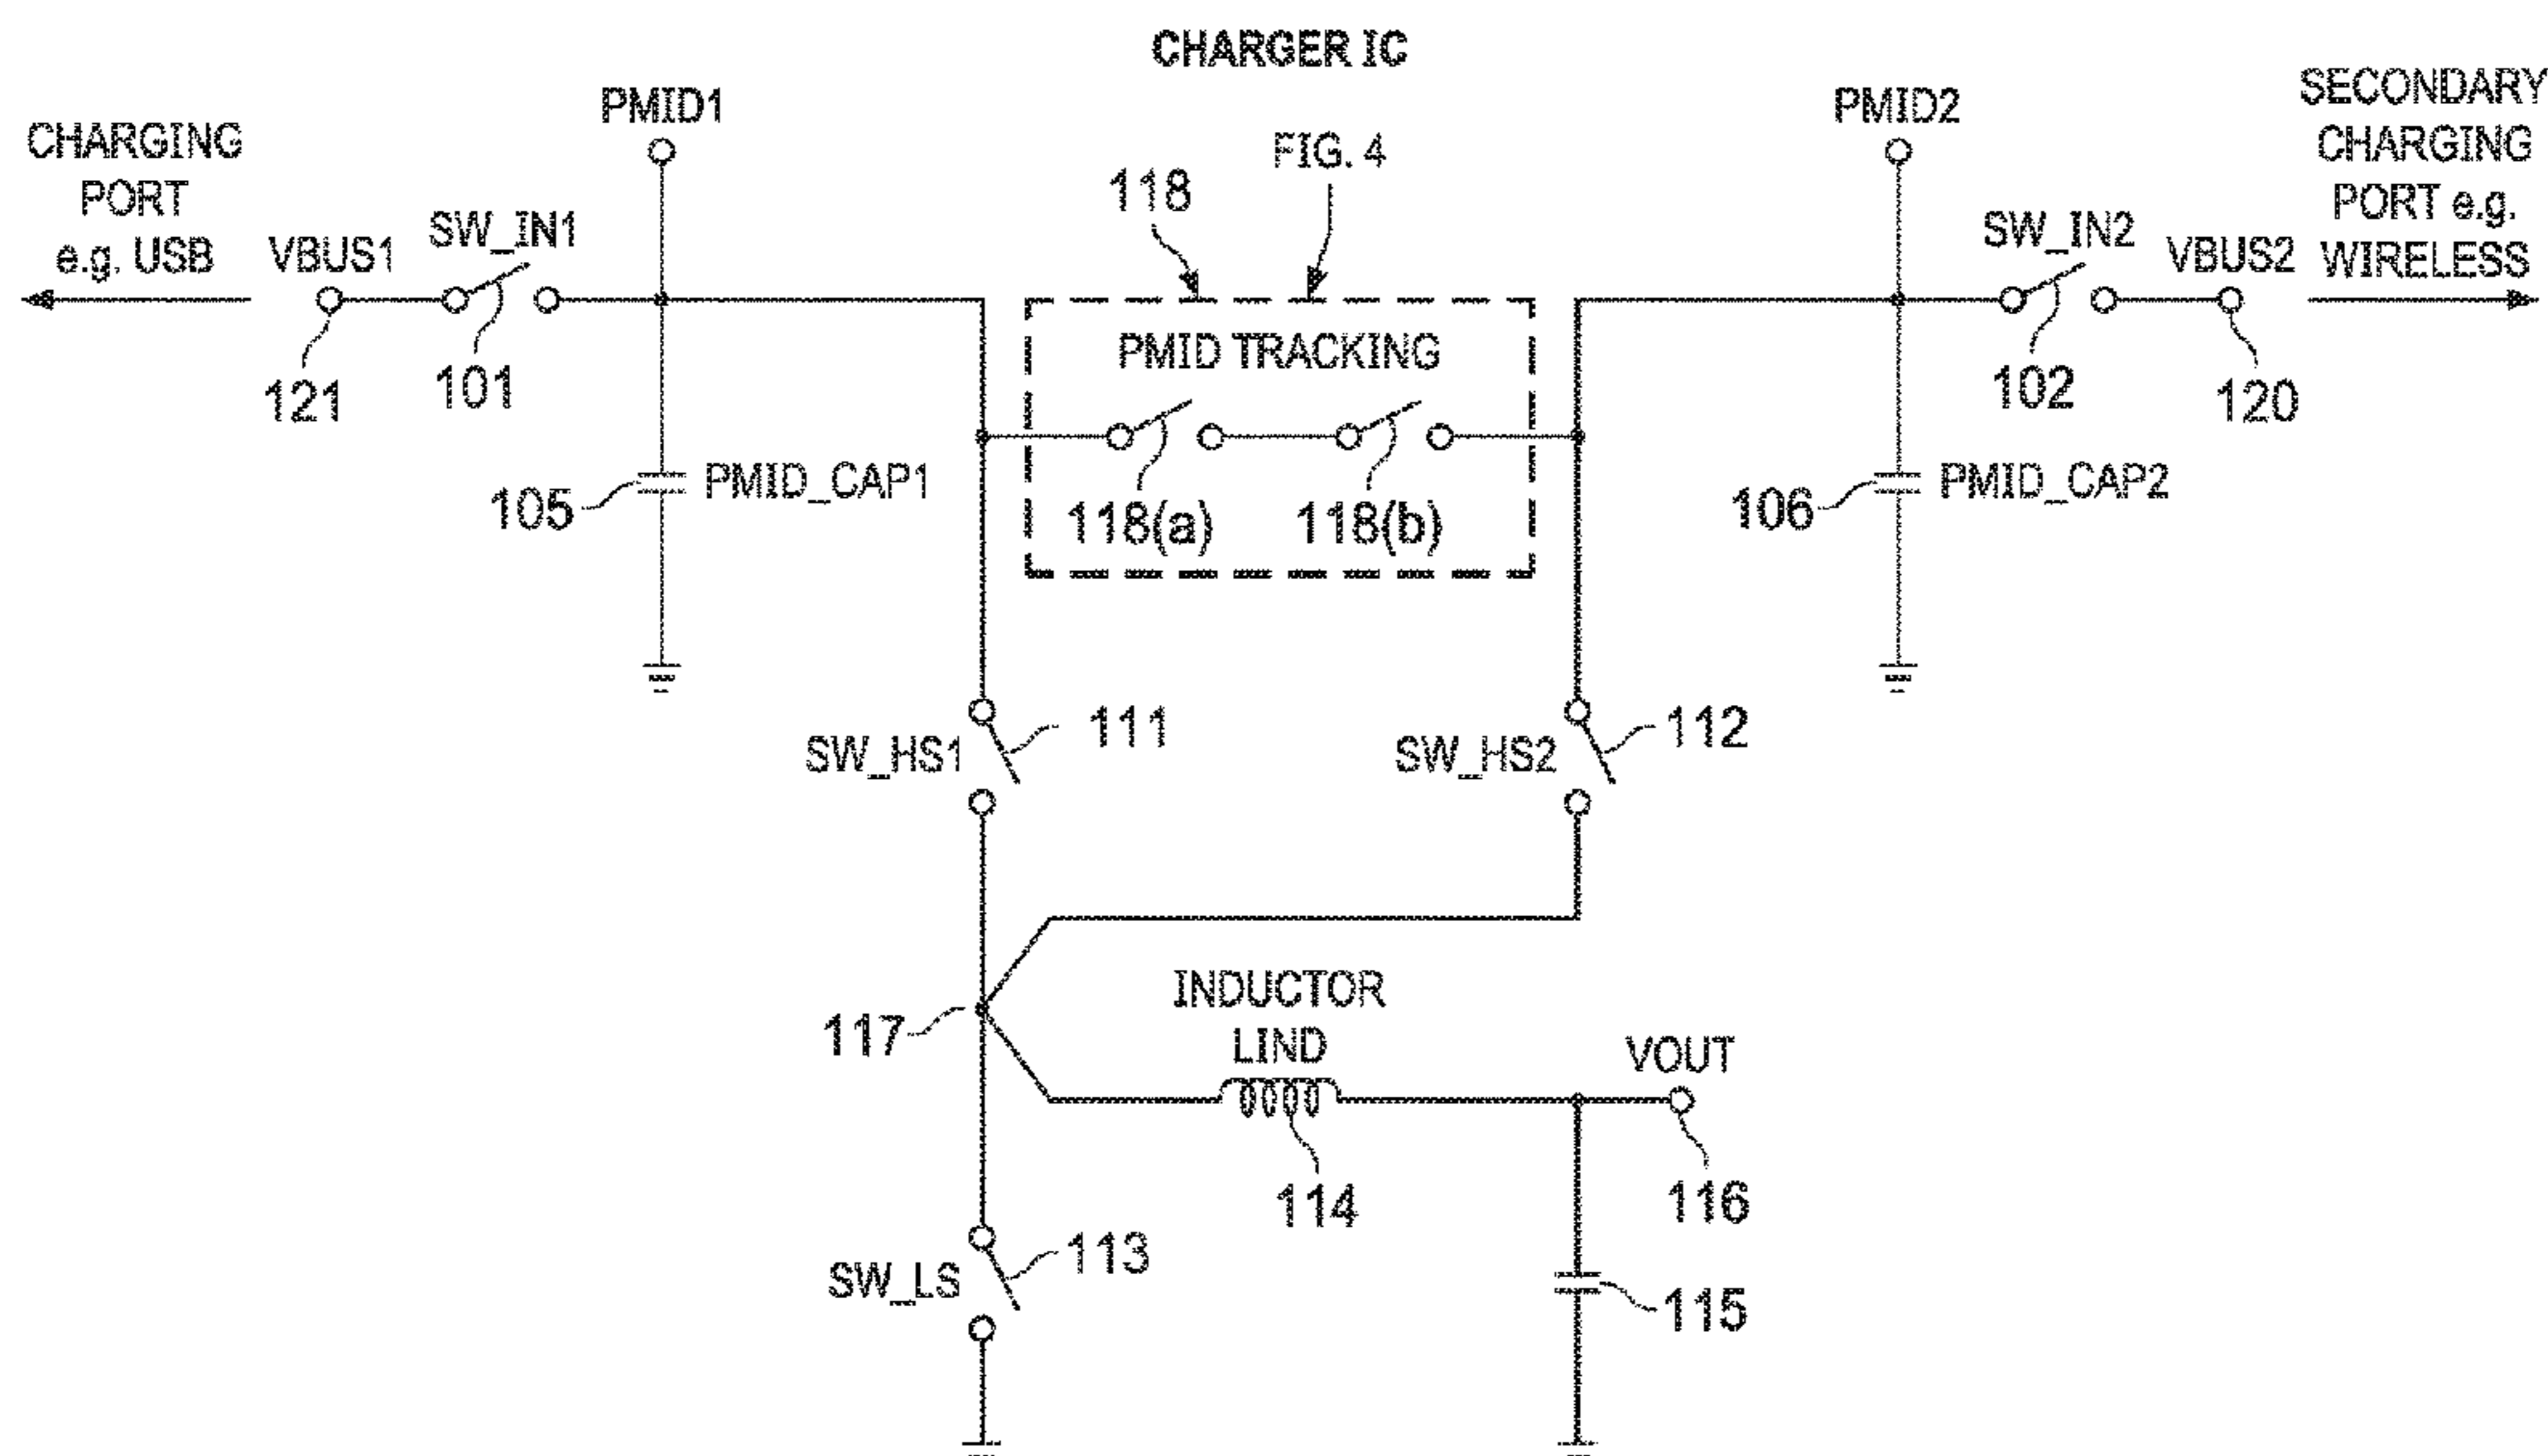 CHARGER IC
CHARGING
PORT
e.g. USB
PMID1
FIG. 4
118
PMID2
SECONDARY
CHARGING
PORT e.g.
WIRELESS
VBUS1
SW_IN1
SW_IN2
VBUS2
121
101
PMID TRACKING
102
120
105
PMID_CAP1
118(a)
118(b)
106
PMID_CAP2
SW_HS1
111
SW_HS2
112
117
INDUCTOR
LIND
114
VOUT
116
SW_LS
113
115